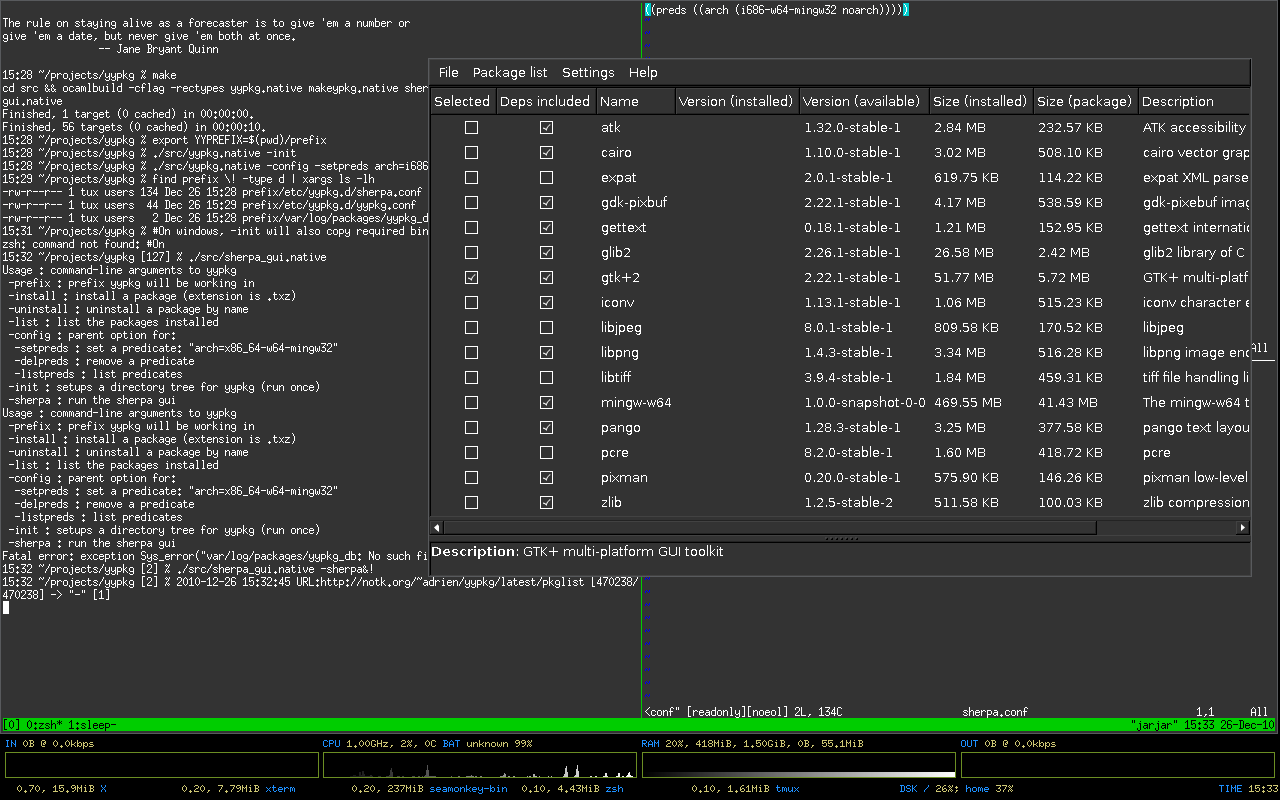 The rule on staying alive as a forecaster is to give 'em a number or
give 'em a date, but never give 'em both at once.
-- Jane Bryant Quinn
15:28 ~/projects/yypkg % make
cd src && ocamlbuild -cflag -rectypes yypkg.native makeypkg.native sher
gui.native
Finished, 1 target (0 cached) in 00:00:00.
Finished, 56 targets (0 cached) in 00:00:10.
15:28 ~/projects/yypkg % export YYPREFIX=$(pwd)/prefix
15:28 ~/projects/yypkg % ./src/yypkg.native -init
15:29 ~/projects/yypkg % ./src/yypkg.native -config -setpreds arch=i686
15:29 ~/projects/yypkg % find prefix \! -type d | xargs ls -lh
-rw-r--r-- 1 tux users 134 Dec 26 15:28 prefix/etc/yypkg.d/sherpa.conf
-rw-r--r-- 1 tux users  44 Dec 26 15:29 prefix/etc/yypkg.d/yypkg.conf
-rw-r--r-- 1 tux users   2 Dec 26 15:28 prefix/var/log/packages/yypkg_d
15:31 ~/projects/yypkg % #On windows, -init will also copy required bin
zsh: command not found: #On
15:32 ~/projects/yypkg [127] % ./src/sherpa_gui.native
Usage : command-line arguments to yypkg
-prefix : prefix yypkg will be working in
-install : install a package (extension is .txz)
-uninstall : uninstall a package by name
-list : list the packages installed
-config : parent option for:
-setpreds : set a predicate: "arch=x86_64-w64-mingw32"
-delpreds : remove a predicate
-listpreds : list predicates
-init : setups a directory tree for yypkg (run once)
-sherpa : run the sherpa gui
Usage : command-line arguments to yypkg
-prefix : prefix yypkg will be working in
-install : install a package (extension is .txz)
-uninstall : uninstall a package by name
-list : list the packages installed
-config : parent option for:
-setpreds : set a predicate: "arch=x86_64-w64-mingw32"
-delpreds : remove a predicate
-listpreds : list predicates
-init : setups a directory tree for yypkg (run once)
-sherpa : run the sherpa gui
Fatal error: exception Sys_error("var/log/packages/yypkg_db: No such fi
15:32 ~/projects/yypkg [2] % ./src/sherpa_gui.native -sherpa&!
15:32 ~/projects/yypkg [2] % 2010-12-26 15:32:45 URL:http://notk.org/~adrien/yypkg/latest/pkglist [470238/
470238] -> "-" [1]
((preds ((arch (i686-w64-mingw32 noarch)))))
File Package list Settings Help
Selected Deps included Name Version (installed) Version (available) Size (installed) Size (package) Description
atk 1.32.0-stable-1 2.84 MB 232.57 KB ATK accessibility
cairo 1.10.0-stable-1 3.02 MB 508.10 KB cairo vector grap
expat 2.0.1-stable-1 619.75 KB 114.22 KB expat XML parse
gdk-pixbuf 2.22.1-stable-1 4.17 MB 538.59 KB gdk-pixebuf imag
gettext 0.18.1-stable-1 1.21 MB 152.95 KB gettext internatio
glib2 2.26.1-stable-1 26.58 MB 2.42 MB glib2 library of C
gtk+2 2.22.1-stable-1 51.77 MB 5.72 MB GTK+ multi-platf
iconv 1.13.1-stable-1 1.06 MB 515.23 KB iconv character e
libjpeg 8.0.1-stable-1 809.58 KB 170.52 KB libjpeg
libpng 1.4.3-stable-1 3.34 MB 516.28 KB libpng image enc
libtiff 3.9.4-stable-1 1.84 MB 459.31 KB tiff file handling li
mingw-w64 1.0.0-snapshot-0-0 469.55 MB 41.43 MB The mingw-w64 t
pango 1.28.3-stable-1 3.25 MB 377.58 KB pango text layou
pcre 8.2.0-stable-1 1.60 MB 418.72 KB pcre
pixman 0.20.0-stable-1 575.90 KB 146.26 KB pixman low-level
zlib 1.2.5-stable-2 511.58 KB 100.03 KB zlib compression
Description: GTK+ multi-platform GUI toolkit
All
<conf" [readonly][noeol] 2L, 134C sherpa.conf 1,1 All
[0] 0:zsh* 1:sleep- "jarjar" 15:33 26-Dec-10
IN 0B @ 0.0kbps CPU 1.00GHz, 2%, 0C BAT unknown 99% RAM 20%, 418MiB, 1.50GiB, 0B, 55.1MiB OUT 0B @ 0.0kbps
0.70, 15.9MiB X 0.20, 7.79MiB xterm 0.20, 237MiB seamonkey-bin 0.10, 4.43MiB zsh 0.10, 1.61MiB tmux DSK / 26%; home 37% TIME 15:33